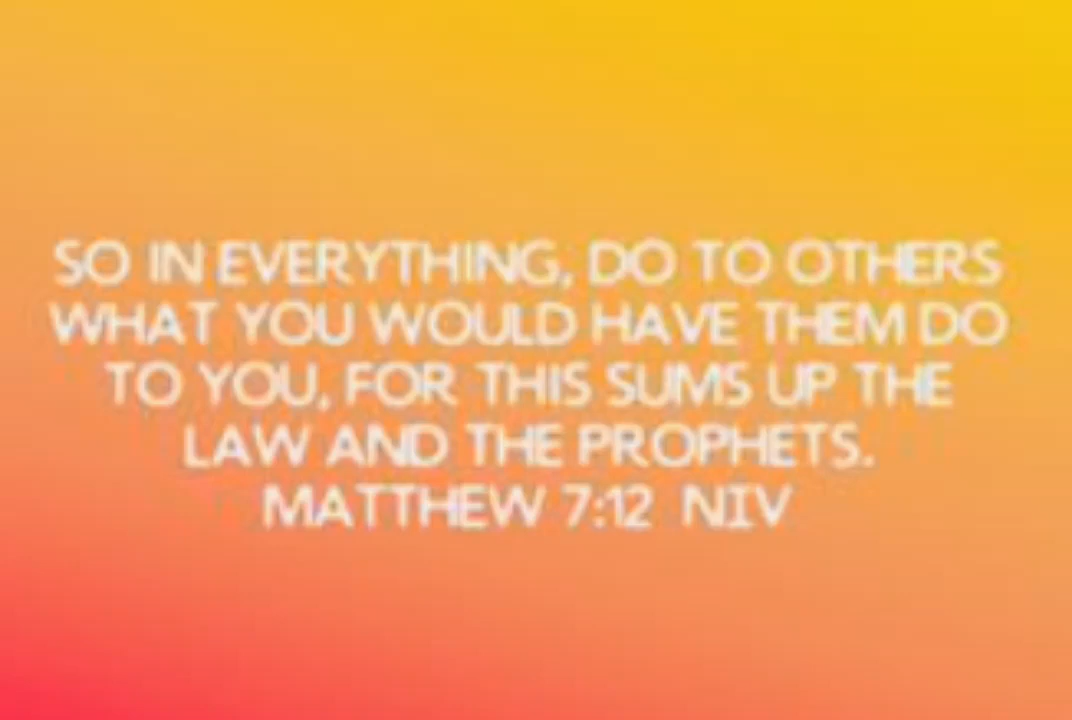 SO IN EVERYTHING, DO TO OTHERS
WHAT YOU WOULD HAVE THEM DO
TO YOU, FOR THIS SUMS UP THE
LAW AND THE PROPHETS.
MATTHEW 7:12 NIV